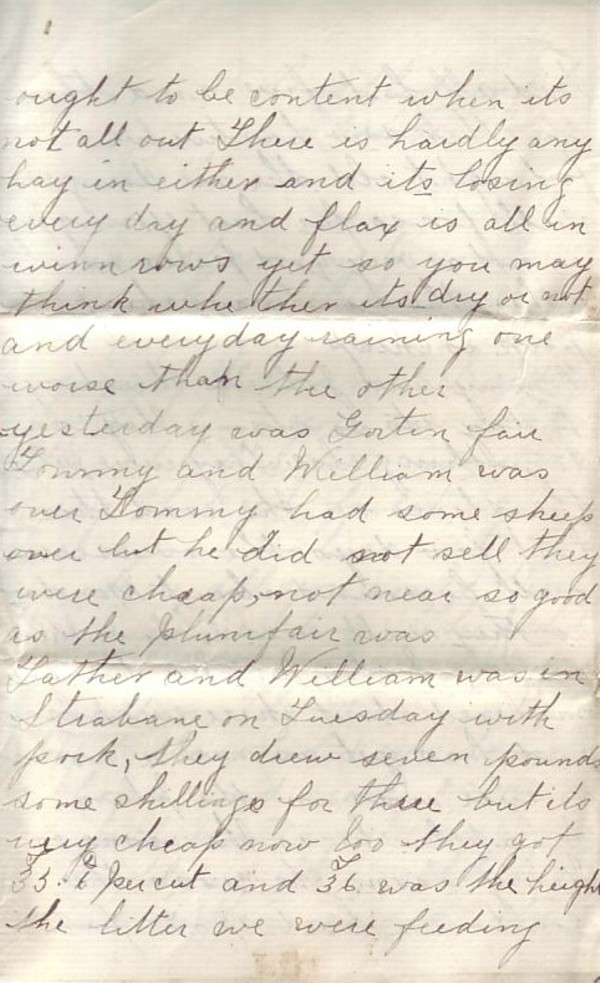 ought to be content when its
not all out There is hardly any
hay in either and its losing
every day and flax is all in
winn rows yet so you may
think whether its dry or not
and everyday raining one
worse than the other
yesterday was Gortin fair
Tommy and William was
over Tommy had some sheep
over but he did not sell they
were cheap, not near so good
as the plumfair was
Father and William was in
Strabane on Tuesday with
pork, they drew seven pounds
some shillings for three but its
very cheap now too they got
33. 6 per cut and 36 was the height
the litter we were feeding